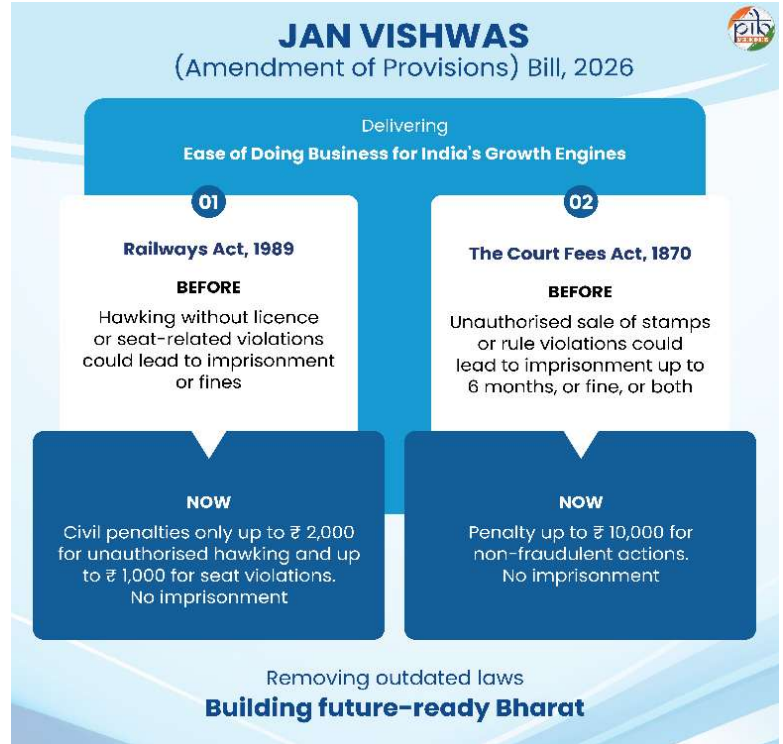 JAN VISHWAS
(Amendment of Provisions) Bill, 2026
pib
Delivering
Ease of Doing Business for India's Growth Engines
01
Railways Act, 1989
BEFORE
Hawking without licence
or seat-related violations
could lead to imprisonment
or fines
NOW
Civil penalties only up to ₹ 2,000
for unauthorised hawking and up
to ₹ 1,000 for seat violations.
No imprisonment
02
The Court Fees Act, 1870
BEFORE
Unauthorised sale of stamps
or rule violations could
lead to imprisonment up to
6 months, or fine, or both
NOW
Penalty up to ₹ 10,000 for
non-fraudulent actions.
No imprisonment
Removing outdated laws
Building future-ready Bharat